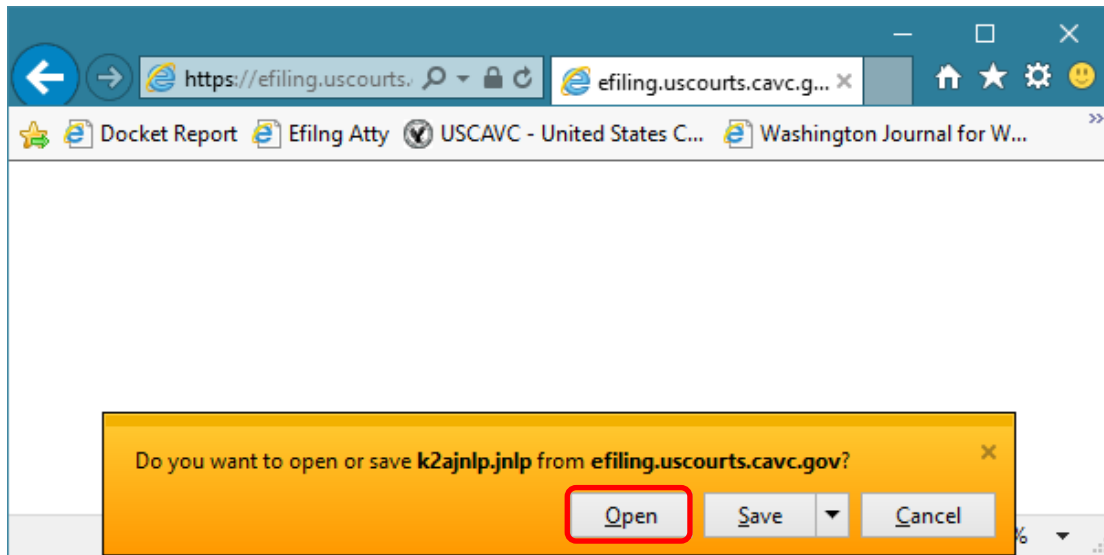 https://efiling.uscourts.
efiling.uscourts.cavc.g...
Docket Report Efilng Atty USCAVC - United States C... Washington Journal for W...
Do you want to open or save k2ajnlp.jnlp from efiling.uscourts.cavc.gov?
Open Save Cancel
%